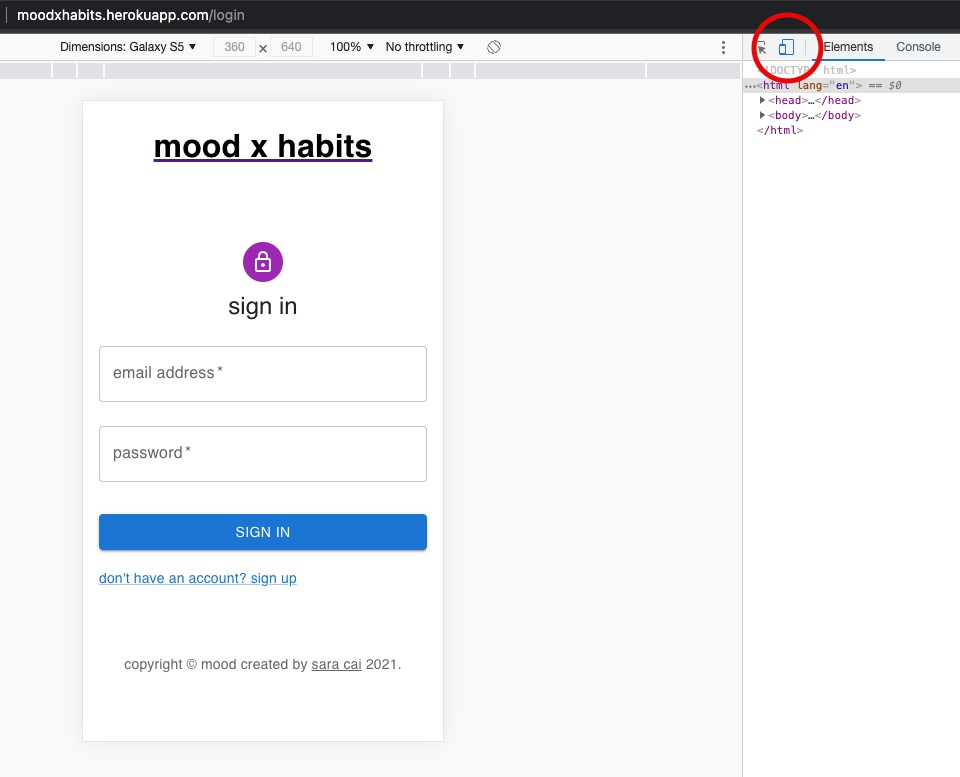 moodxhabits.herokuapp.com/login
Dimensions: Galaxy S5 ▼ 360 × 640 100% ▼ No throttling ▼ Elements Console
<!DOCTYPE html>
…<html lang="en"> == $0
<head>…</head>
<body>…</body>
</html>
mood x habits
sign in
email address *
password *
SIGN IN
don't have an account? sign up
copyright © mood created by sara cai 2021.